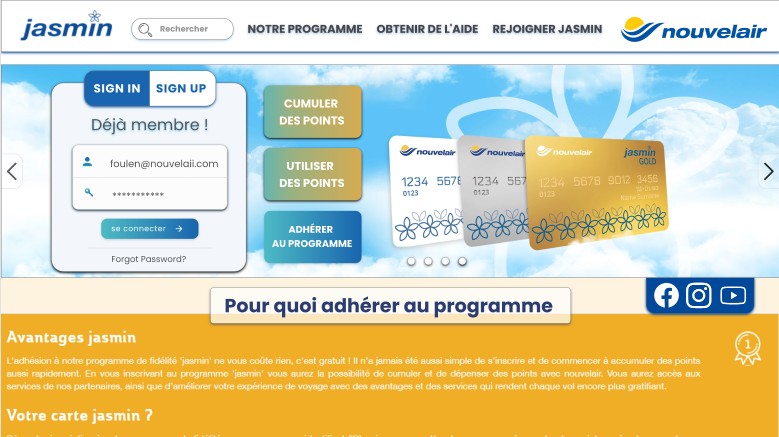 jasmin
Rechercher
NOTRE PROGRAMME
OBTENIR DE L'AIDE
REJOIGNER JASMIN
nouvelair
SIGN IN
SIGN UP
Déjà membre !
foulen@nouvelaii.com
***********
se connecter
Forgot Password?
CUMULER
DES POINTS
UTILISER
DES POINTS
ADHÉRER
AU PROGRAMME
nouvelair
1234 567
0123
nouvelair
1234 567
0123
nouvelair
jasmin
GOLD
1234 5678 9012 3456
0123
Pour quoi adhérer au programme
Avantages jasmin
L'adhésion à notre programme de fidélité 'jasmin' ne vous coûte rien, c'est gratuit ! Il n'a jamais été aussi simple de s'inscrire et de commencer à accumuler des points
aussi rapidement. En vous inscrivant au programme 'jasmin' vous aurez la possibilité de cumuler et de dépenser des points avec nouvelair. Vous aurez accès aux
services de nos partenaires, ainsi que d'améliorer votre expérience de voyage avec des avantages et des services qui rendent chaque vol encore plus gratifiant.
1
Votre carte jasmin ?